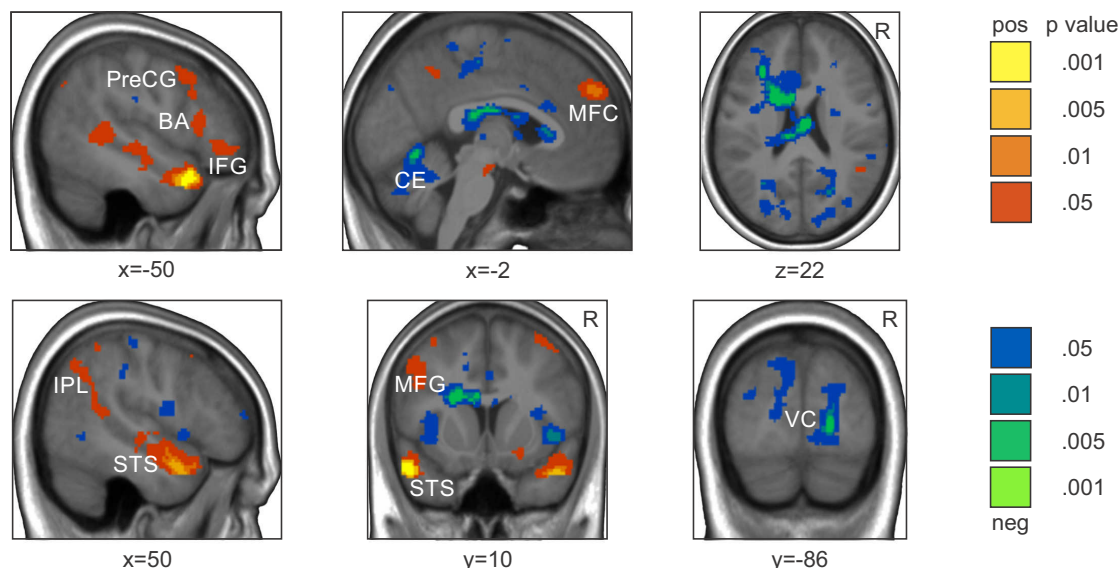 PreCG
BA
IFG
x=-50
MFC
CE
x=-2
R
z=22
pos p value
.001
.005
.01
.05
IPL
STS
x=50
R
MFG
STS
y=10
R
VC
y=-86
.05
.01
.005
.001
neg